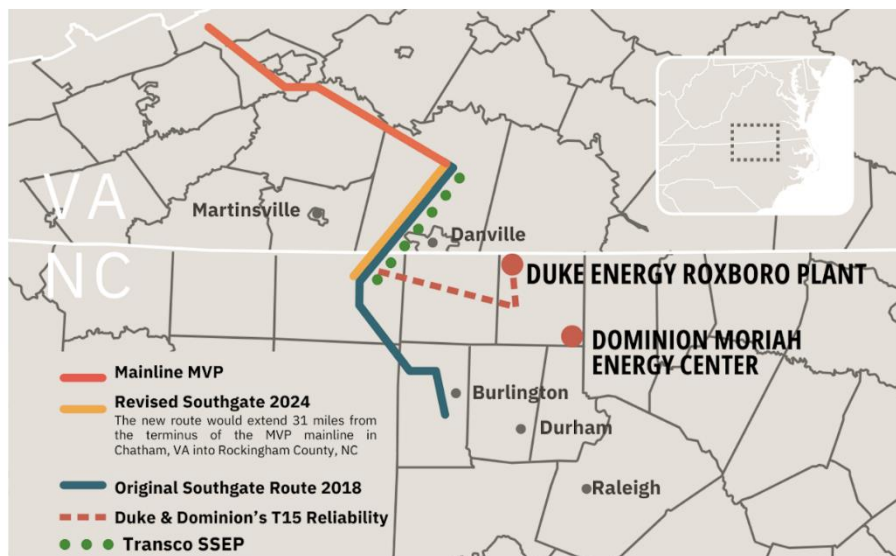 VA
Martinsville
Danville
NC
DUKE ENERGY ROXBORO PLANT
DOMINION MORIAH
ENERGY CENTER
Mainline MVP
Revised Southgate 2024
The new route would extend 31 miles from
the terminus of the MVP mainline in
Chatham, VA into Rockingham County, NC
Burlington
Durham
Original Southgate Route 2018
Raleigh
Duke & Dominion's T15 Reliability
Transco SSEP